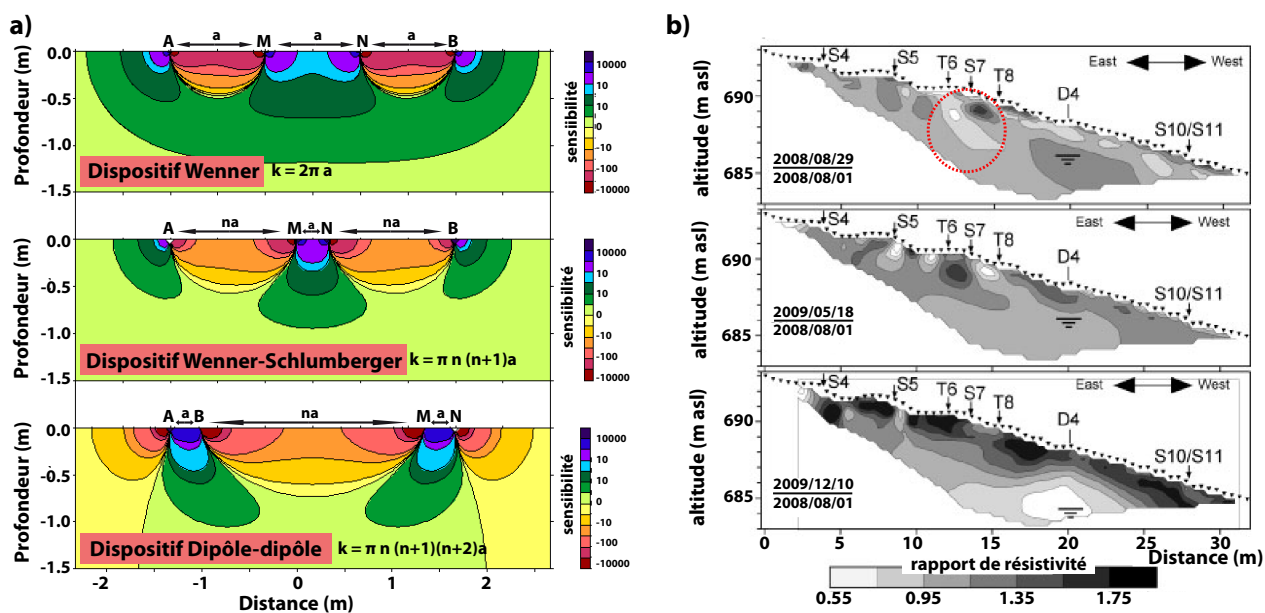 a)
A a M a N a B
Profondeur (m)
0.0
-0.5
-1.0
-1.5
Dispositif Wenner k = 2π a
10000
100
10
0
-10
-100
-10000
sensiibilité
A na M a N na B
Profondeur (m)
0.0
-0.5
-1.0
-1.5
Dispositif Wenner-Schlumberger k = π n (n+1)a
10000
100
10
0
-10
-100
-10000
sensiibilité
A a B na M a N
Profondeur (m)
0.0
-0.5
-1.0
-1.5
Dispositif Dipôle-dipôle k = π n (n+1)(n+2)a
10000
100
10
0
-10
-100
-10000
sensiibilité
-2 -1 0 1 2
Distance (m)
b)
altitude (m asl)
690
685
S4 S5 T6 S7 T8 D4 S10/S11
East West
2008/08/29
2008/08/01
altitude (m asl)
690
685
S4 S5 T6 S7 T8 D4 S10/S11
East West
2009/05/18
2008/08/01
altitude (m asl)
690
685
S4 S5 T6 S7 T8 D4 S10/S11
East West
2009/12/10
2008/08/01
0 5 10 15 20 25 30
Distance (m)
rapport de résistivité
0.55 0.95 1.35 1.75